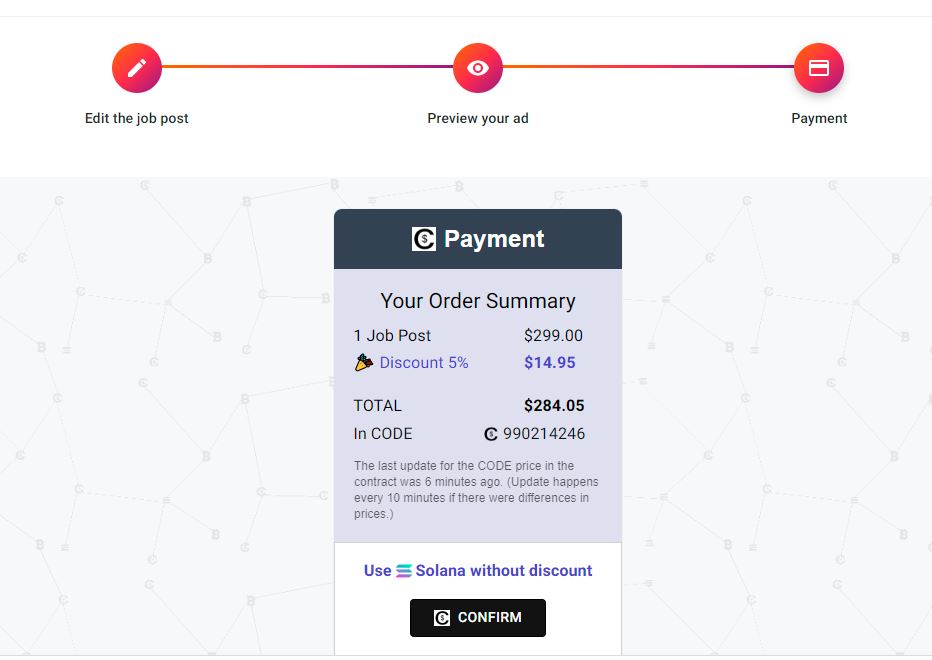 Edit the job post
Preview your ad
Payment
Payment
Your Order Summary
1 Job Post $299.00
Discount 5% $14.95
TOTAL $284.05
In CODE 990214246
The last update for the CODE price in the
contract was 6 minutes ago. (Update happens
every 10 minutes if there were differences in
prices.)
Use Solana without discount
CONFIRM